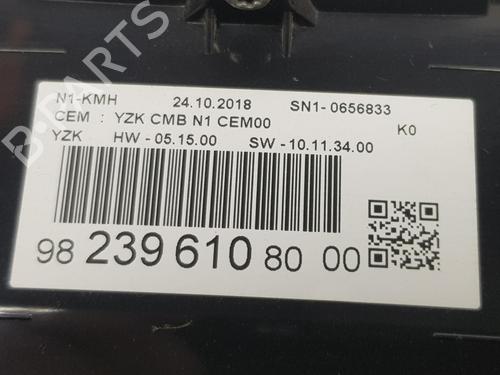 N1-KMH 24.10.2018 SN1- 0656833
CEM : YZK CMB N1 CEM00 K0
YZK HW - 05.15.00 SW - 10.11.34.00
98 239 610 80 00
B-PARTS